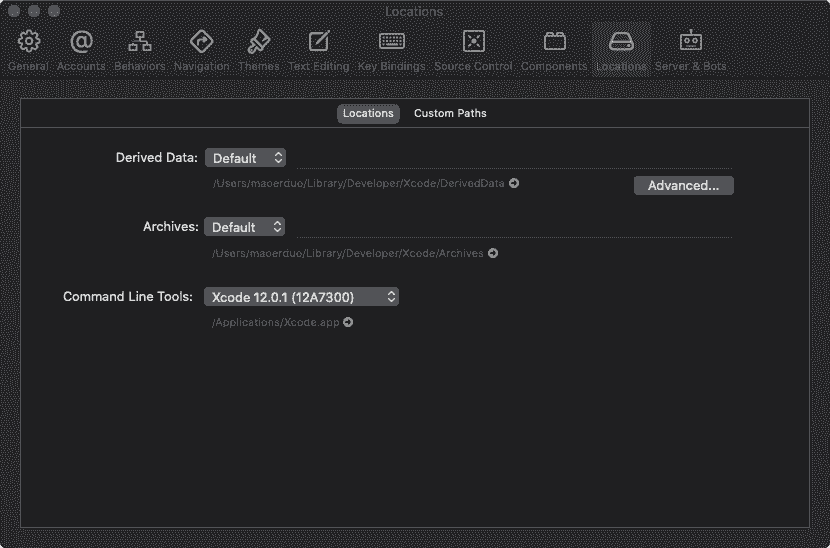 Locations
General Accounts Behaviors Navigation Themes Text Editing Key Bindings Source Control Components Locations Server & Bots
Locations Custom Paths
Derived Data: Default
/Users/maoerduo/Library/Developer/Xcode/DerivedData
Advanced...
Archives: Default
/Users/maoerduo/Library/Developer/Xcode/Archives
Command Line Tools: Xcode 12.0.1 (12A7300)
/Applications/Xcode.app